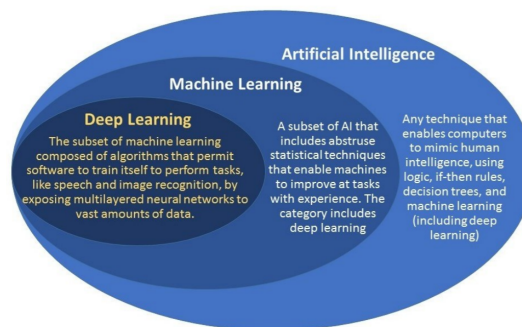 Artificial Intelligence
Machine Learning
Deep Learning
The subset of machine learning
composed of algorithms that permit
software to train itself to perform tasks,
like speech and image recognition, by
exposing multilayered neural networks to
vast amounts of data.
A subset of AI that
includes abstruse
statistical techniques
that enable machines
to improve at tasks
with experience. The
category includes
deep learning
Any technique that
enables computers
to mimic human
intelligence, using
logic, if-then rules,
decision trees, and
machine learning
(including deep
learning)